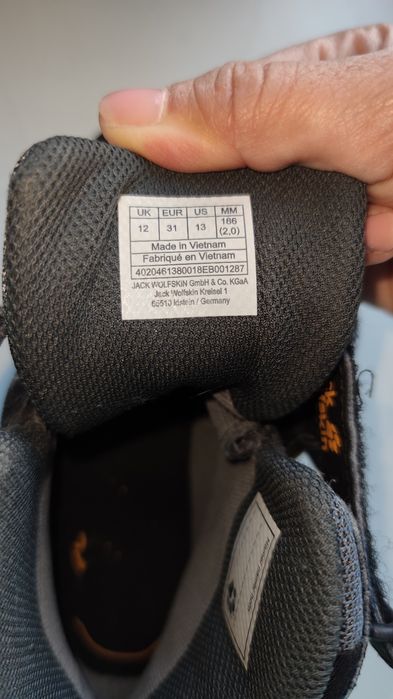 UK EUR US MM
12 31 13 186 (2,0)
Made in Vietnam
Fabriqué en Vietnam
4020461380018EB001287
JACK WOLFSKIN GmbH & Co. KGaA
Jack Wolfskin Kreisel 1
65510 Idstein / Germany